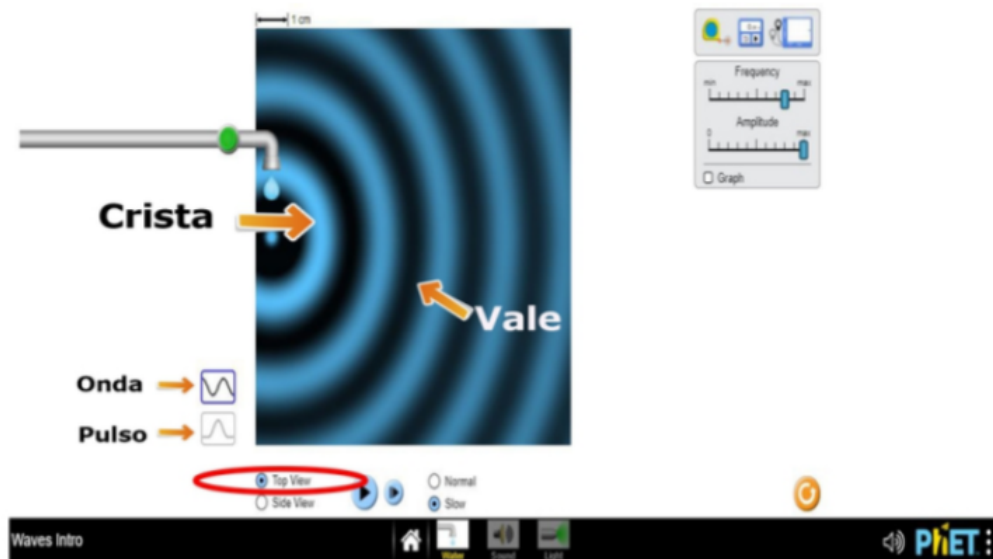 1 cm
Frequency
min
max
Amplitude
0
max
Graph
Crista
Vale
Onda
Pulso
Top View
Side View
Normal
Slow
Waves Intro
Water
Sound
Light
PhET